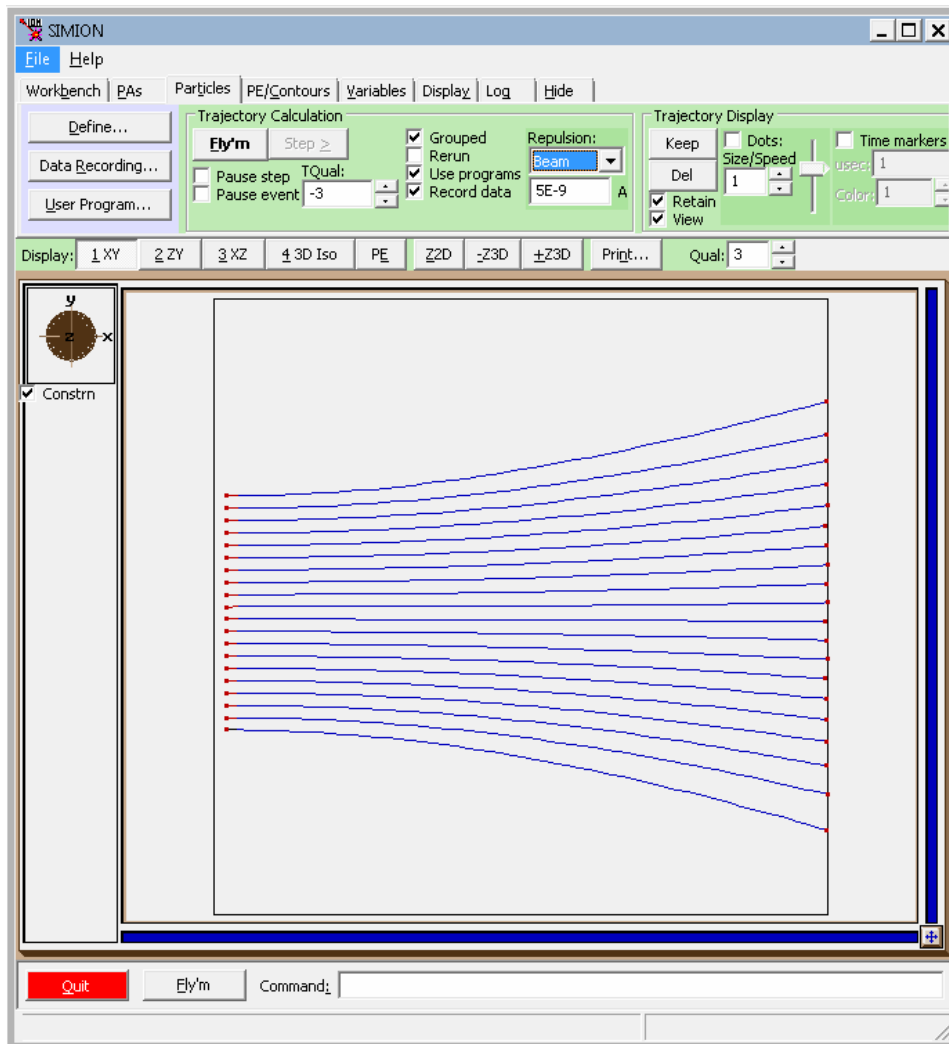 SIMION
File Help
Workbench PAs Particles PE/Contours Variables Display Log Hide
Define...
Data Recording...
User Program...
Trajectory Calculation
Fly'm Step >
Pause step
Pause event
TQual:
-3
Grouped
Rerun
Use programs
Record data
Repulsion:
Beam
5E-9 A
Trajectory Display
Keep
Del
Retain
View
Dots:
Size/Speed
1
Time markers
usec: 1
Color: 1
Display: 1 XY 2 ZY 3 XZ 4 3D Iso PE Z2D -Z3D +Z3D Print... Qual: 3
y
z x
Constrn
Quit Fly'm Command: